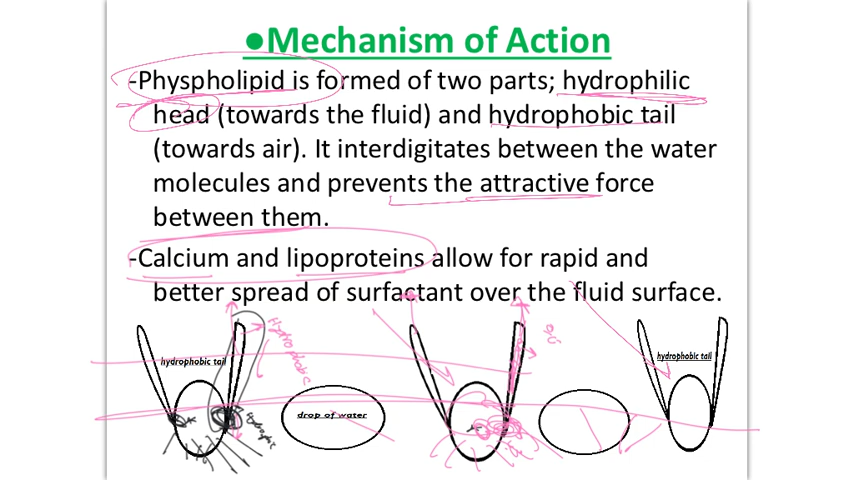 ●Mechanism of Action
-Physpholipid is formed of two parts; hydrophilic
head (towards the fluid) and hydrophobic tail
(towards air). It interdigitates between the water
molecules and prevents the attractive force
between them.
-Calcium and lipoproteins allow for rapid and
better spread of surfactant over the fluid surface.
hydrophobic tail
Hydrophobic
hydrophobic tail
drop of water